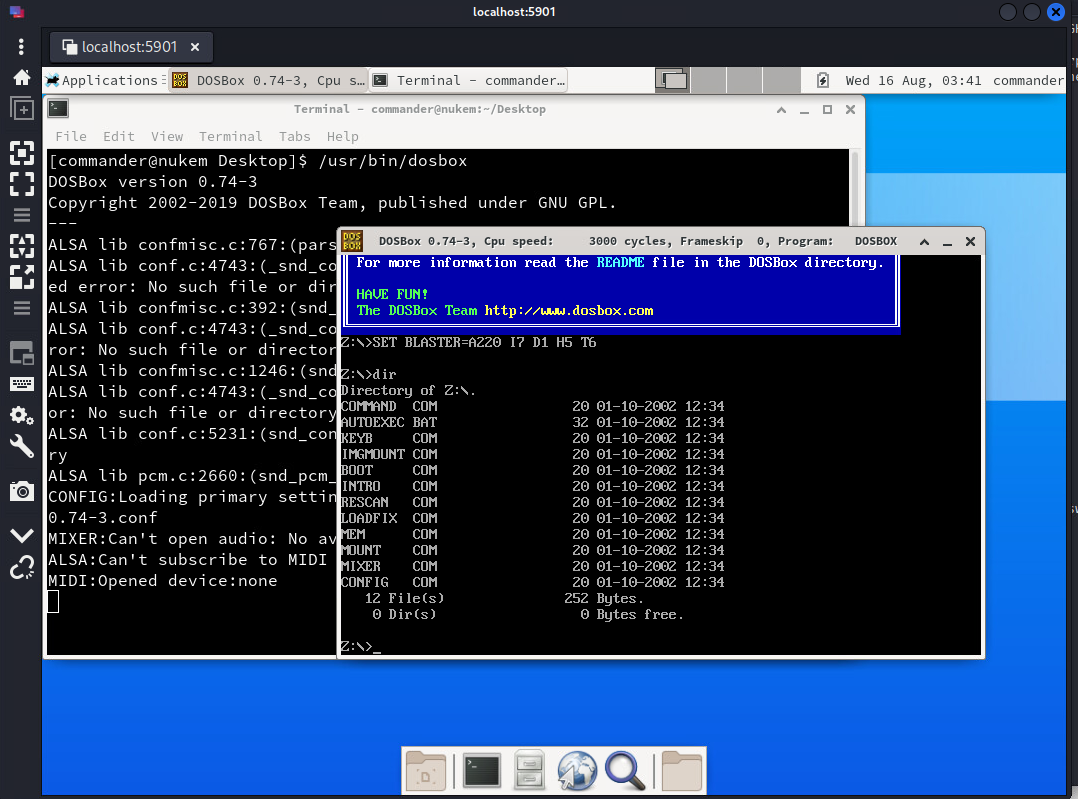 localhost:5901
localhost:5901 ×
Applications DOSBox 0.74-3, Cpu s... Terminal - commander... Wed 16 Aug, 03:41 commander
Terminal - commander@nukem:~/Desktop
File Edit View Terminal Tabs Help
[commander@nukem Desktop]$ /usr/bin/dosbox
DOSBox version 0.74-3
Copyright 2002-2019 DOSBox Team, published under GNU GPL.
---
ALSA lib confmisc.c:767:(pars
ALSA lib conf.c:4743:(_snd_co
ed error: No such file or dir
ALSA lib confmisc.c:392:(snd_
ALSA lib conf.c:4743:(_snd_co
ror: No such file or director
ALSA lib confmisc.c:1246:(snd
ALSA lib conf.c:4743:(_snd_co
or: No such file or directory
ALSA lib conf.c:5231:(snd_con
ry
ALSA lib pcm.c:2660:(snd_pcm_
CONFIG:Loading primary settin
0.74-3.conf
MIXER:Can't open audio: No av
ALSA:Can't subscribe to MIDI
MIDI:Opened device:none
DOSBox 0.74-3, Cpu speed: 3000 cycles, Frameskip 0, Program: DOSBOX
For more information read the README file in the DOSBox directory.
HAVE FUN!
The DOSBox Team http://www.dosbox.com
Z:\>SET BLASTER=A220 I7 D1 H5 T6
Z:\>dir
Directory of Z:\.
COMMAND COM 20 01-10-2002 12:34
AUTOEXEC BAT 32 01-10-2002 12:34
KEYB COM 20 01-10-2002 12:34
IMGMOUNT COM 20 01-10-2002 12:34
BOOT COM 20 01-10-2002 12:34
INTRO COM 20 01-10-2002 12:34
RESCAN COM 20 01-10-2002 12:34
LOADFIX COM 20 01-10-2002 12:34
MEM COM 20 01-10-2002 12:34
MOUNT COM 20 01-10-2002 12:34
MIXER COM 20 01-10-2002 12:34
CONFIG COM 20 01-10-2002 12:34
12 File(s) 252 Bytes.
0 Dir(s) 0 Bytes free.
Z:\>_